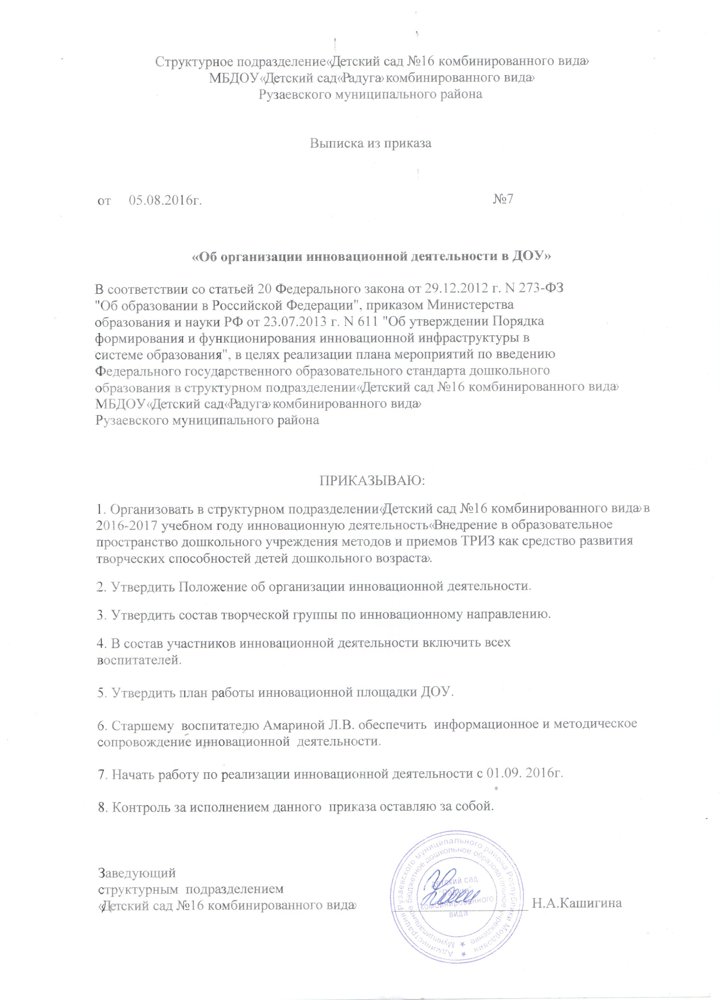 Структурное подразделение «Детский сад №16 комбинированного вида»
МБДОУ «Детский сад «Радуга» комбинированного вида»
Рузаевского муниципального района
Выписка из приказа
от 05.08.2016г. №7
«Об организации инновационной деятельности в ДОУ»
В соответствии со статьей 20 Федерального закона от 29.12.2012 г. N 273-ФЗ
"Об образовании в Российской Федерации", приказом Министерства
образования и науки РФ от 23.07.2013 г. N 611 "Об утверждении Порядка
формирования и функционирования инновационной инфраструктуры в
системе образования", в целях реализации плана мероприятий по введению
Федерального государственного образовательного стандарта дошкольного
образования в структурном подразделении «Детский сад №16 комбинированного вида»
МБДОУ «Детский сад «Радуга» комбинированного вида»
Рузаевского муниципального района
ПРИКАЗЫВАЮ:
1. Организовать в структурном подразделении «Детский сад №16 комбинированного вида» в
2016-2017 учебном году инновационную деятельность «Внедрение в образовательное
пространство дошкольного учреждения методов и приемов ТРИЗ как средство развития
творческих способностей детей дошкольного возраста».
2. Утвердить Положение об организации инновационной деятельности.
3. Утвердить состав творческой группы по инновационному направлению.
4. В состав участников инновационной деятельности включить всех
воспитателей.
5. Утвердить план работы инновационной площадки ДОУ.
6. Старшему воспитателю Амариной Л.В. обеспечить информационное и методическое
сопровождение инновационной деятельности.
7. Начать работу по реализации инновационной деятельности с 01.09. 2016г.
8. Контроль за исполнением данного приказа оставляю за собой.
Заведующий
структурным подразделением
«Детский сад №16 комбинированного вида» Н.А.Кашигина
Администрация Рузаевского муниципального района Республики Мордовия
Муниципальное бюджетное дошкольное образовательное учреждение
детский сад
"Радуга"
комбинированного
вида